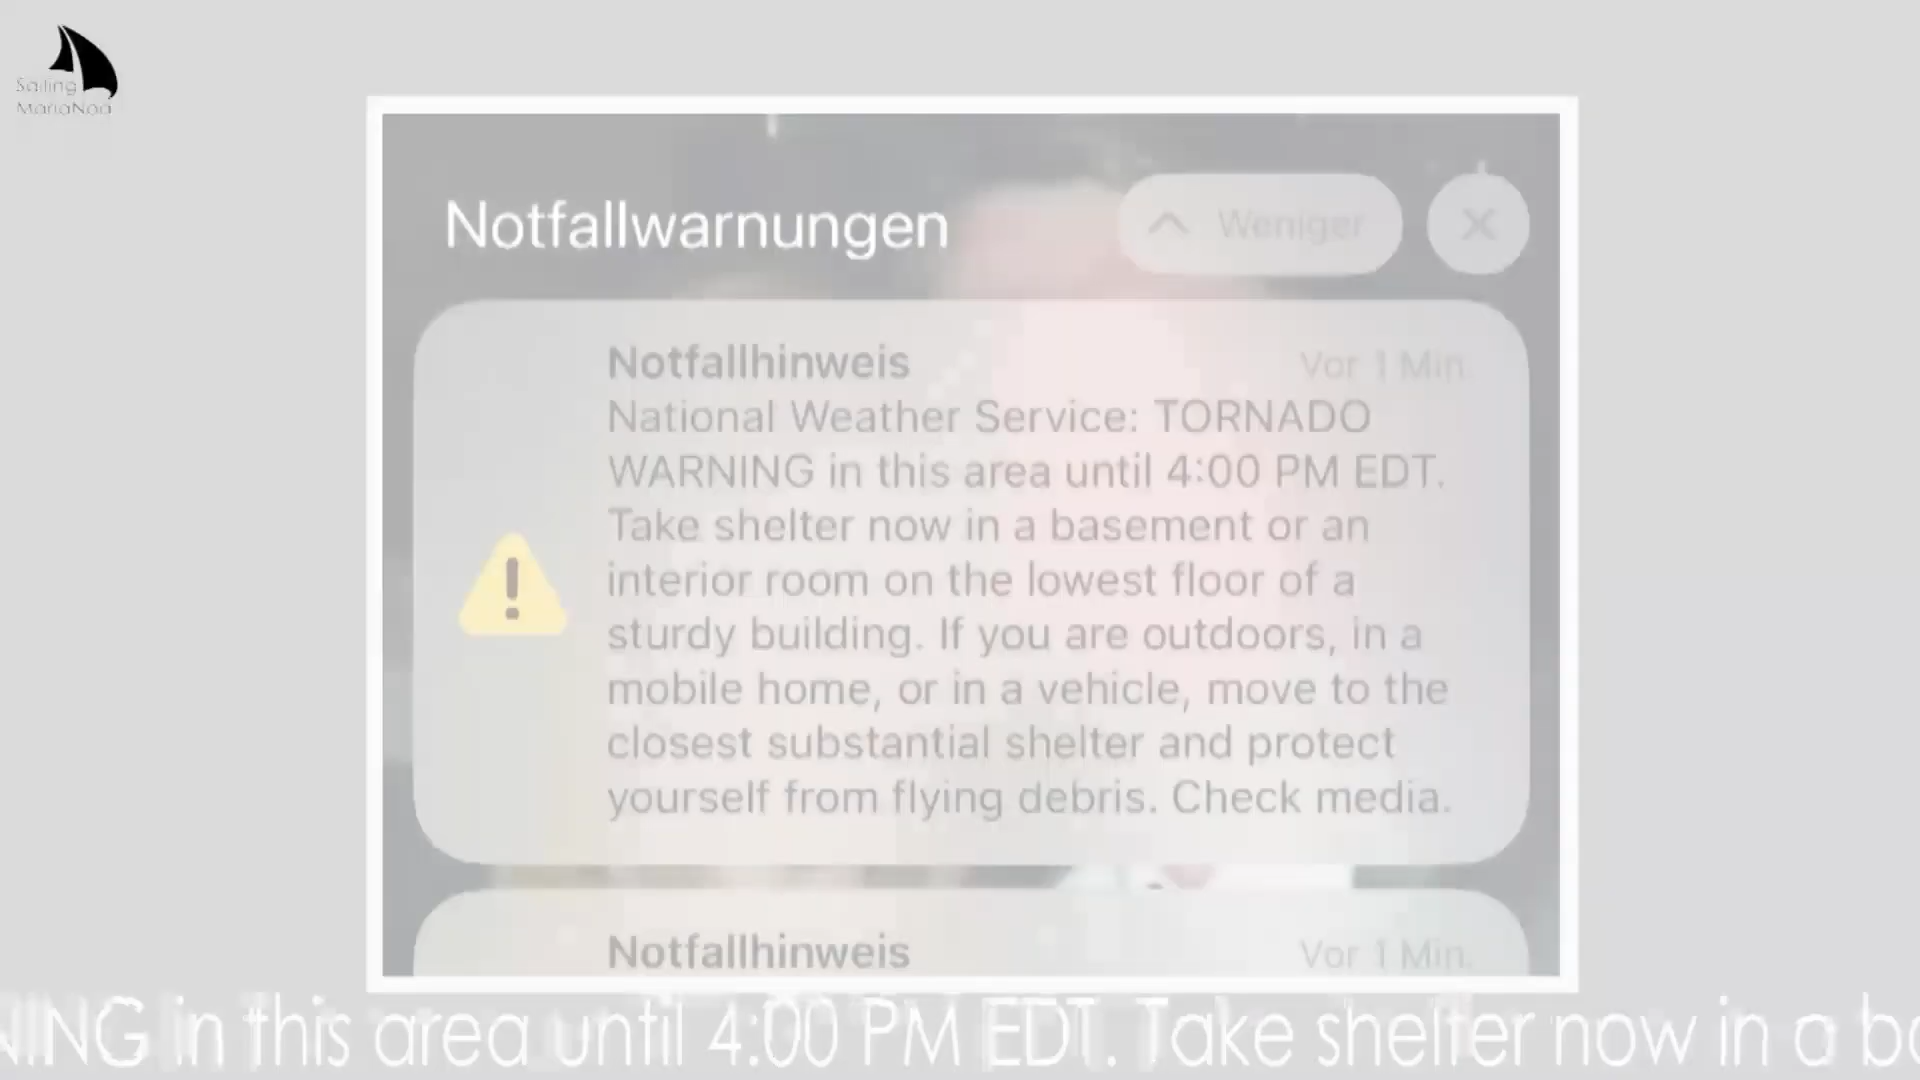 Sailing
MariaNoa
Notfallwarnungen
Weniger
Notfallhinweis
Vor 1 Min.
National Weather Service: TORNADO
WARNING in this area until 4:00 PM EDT.
Take shelter now in a basement or an
interior room on the lowest floor of a
sturdy building. If you are outdoors, in a
mobile home, or in a vehicle, move to the
closest substantial shelter and protect
yourself from flying debris. Check media.
Notfallhinweis
Vor 1 Min.
NING in this area until 4:00 PM EDT. Take shelter now in a ba